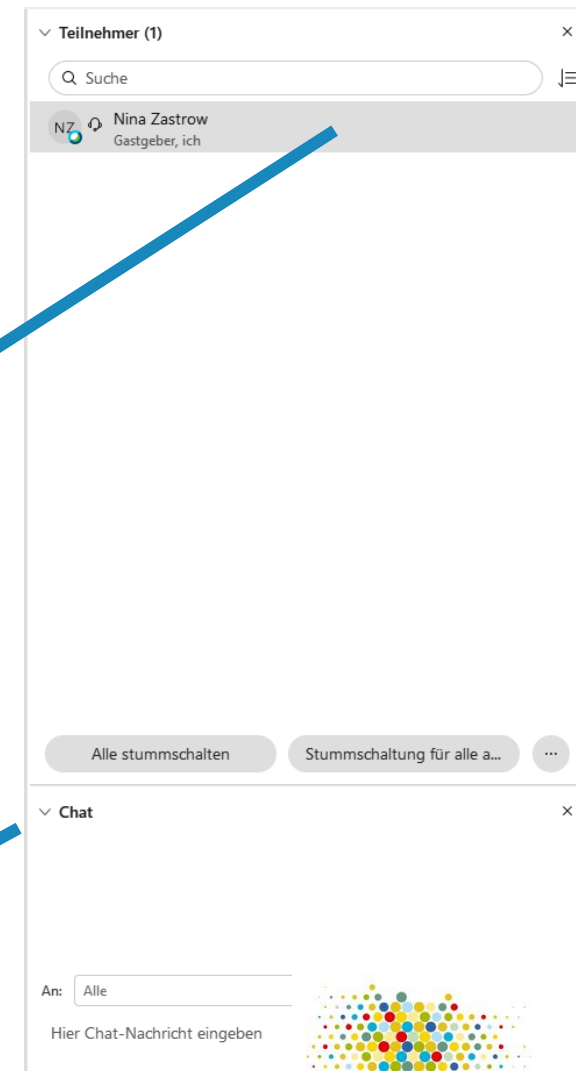 Teilnehmer (1)
Suche
NZ
Nina Zastrow
Gastgeber, ich
Alle stummschalten
Stummschaltung für alle a...
Chat
An: Alle
Hier Chat-Nachricht eingeben